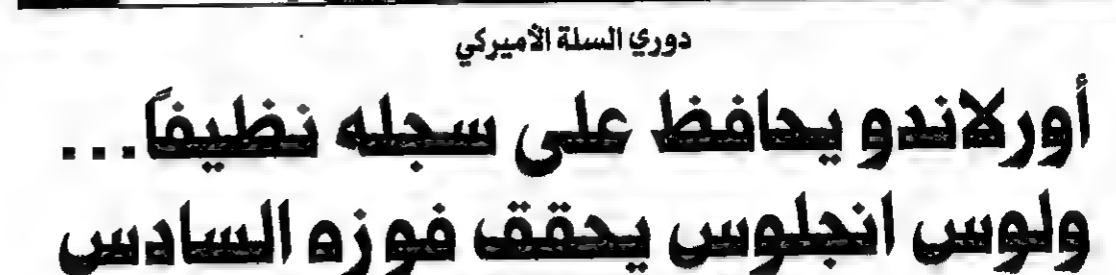 دوري السلة الأميركي
أورلاندو يحافظ على سجله نظيفاً...
ولوس انجلوس يحقق فوزه السادس